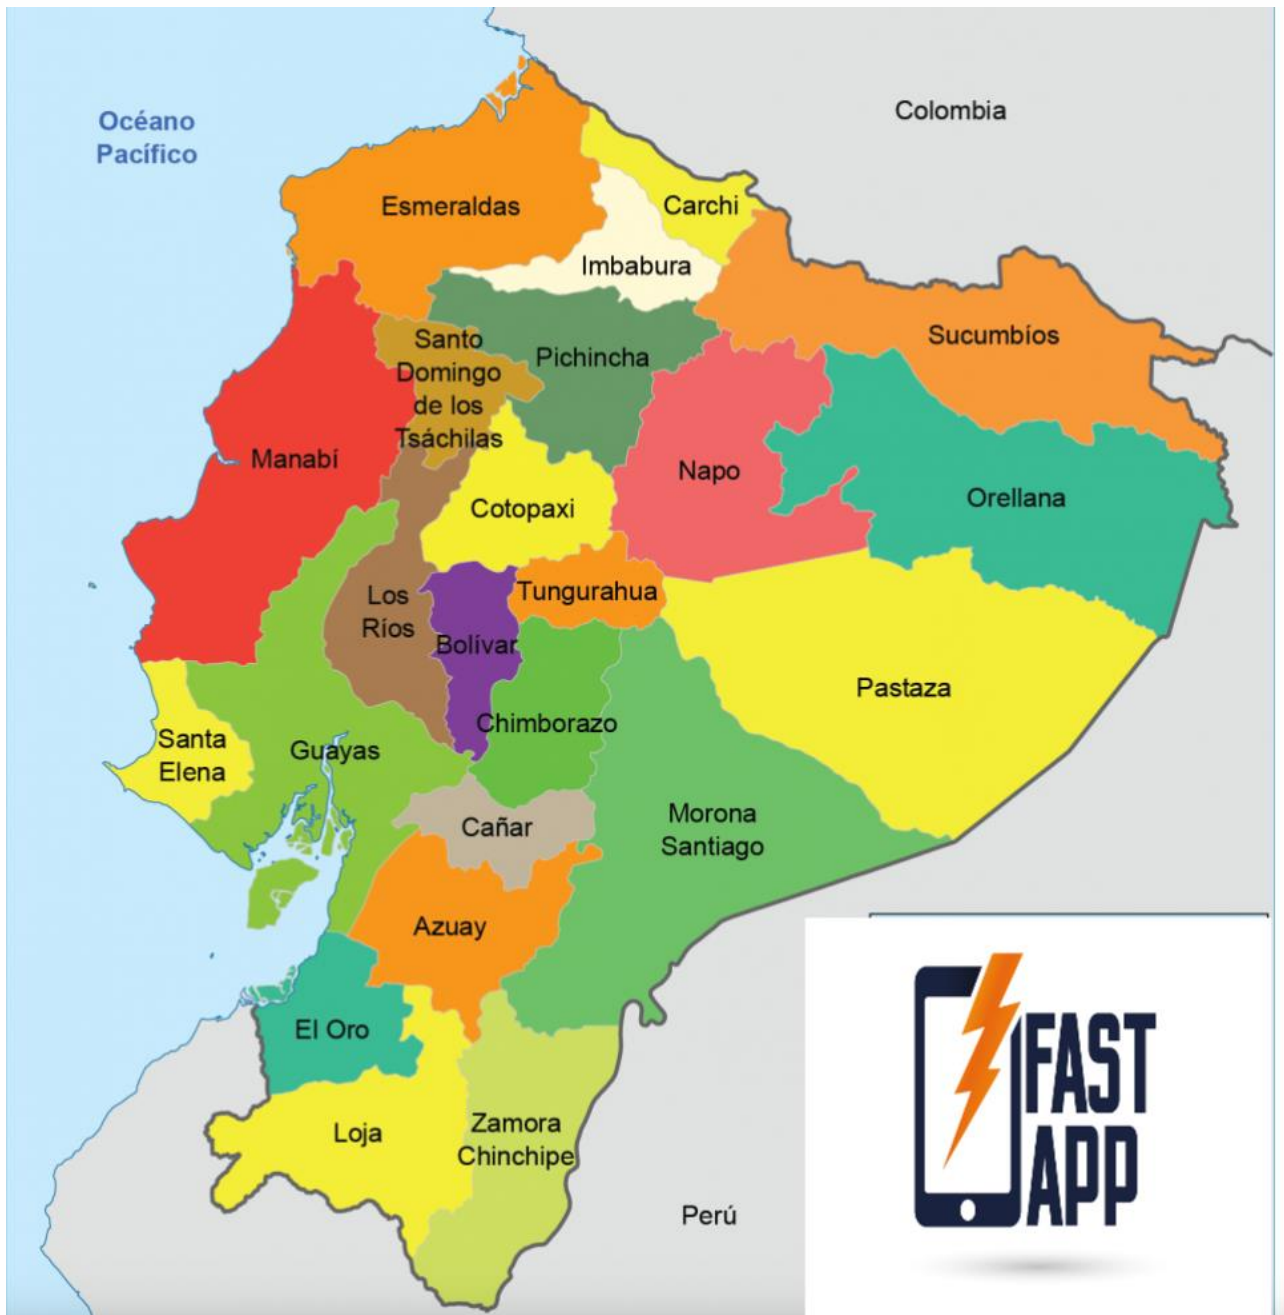 Océano
Pacífico
Colombia
Esmeraldas
Carchi
Imbabura
Sucumbíos
Santo
Domingo
de los
Tsáchilas
Pichincha
Manabí
Napo
Orellana
Cotopaxi
Los
Ríos
Tungurahua
Bolívar
Pastaza
Chimborazo
Santa
Elena
Guayas
Morona
Santiago
Cañar
Azuay
El Oro
Loja
Zamora
Chinchipe
Perú
FAST
APP